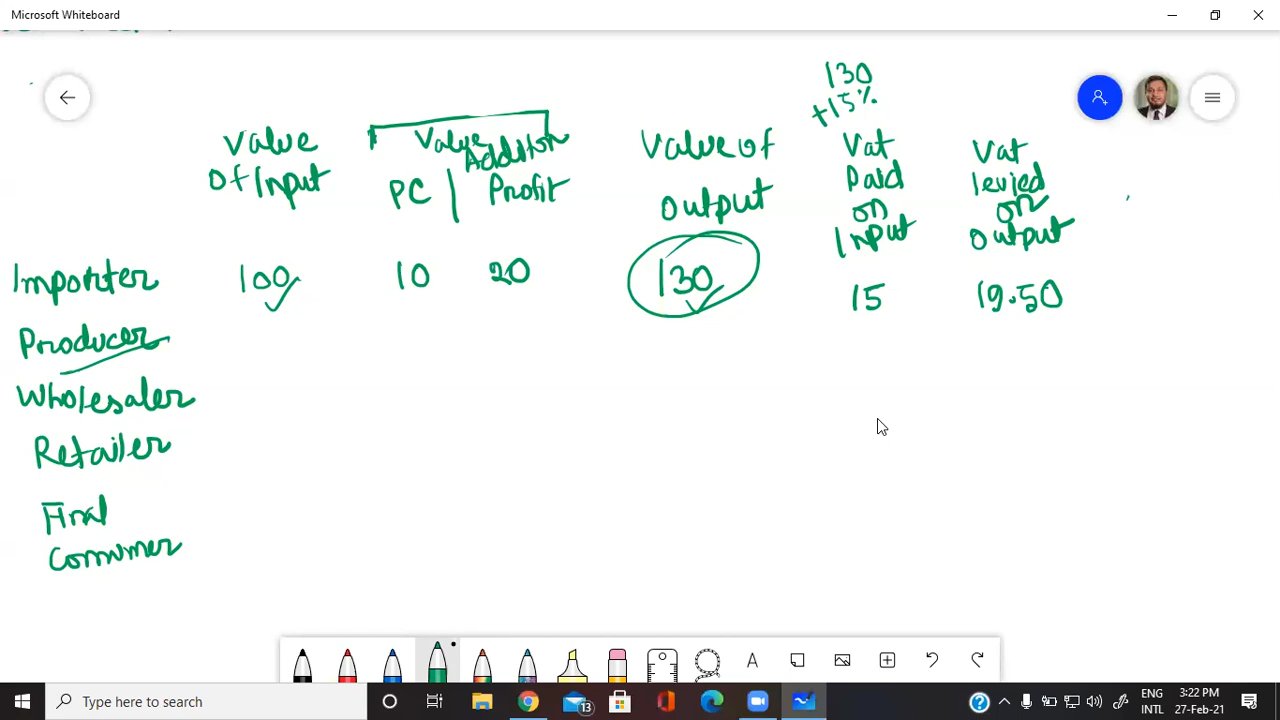 Microsoft Whiteboard
130
+15%
Value
Of Input
Value Addition
PC | Profit
Value of
Output
Vat
Paid
on
Input
Vat
levied
on
Output
Importer 100 10 20 130 15 19.50
Producer
Wholesaler
Retailer
Final
Consumer
A
Type here to search
13
ENG
INTL
3:22 PM
27-Feb-21